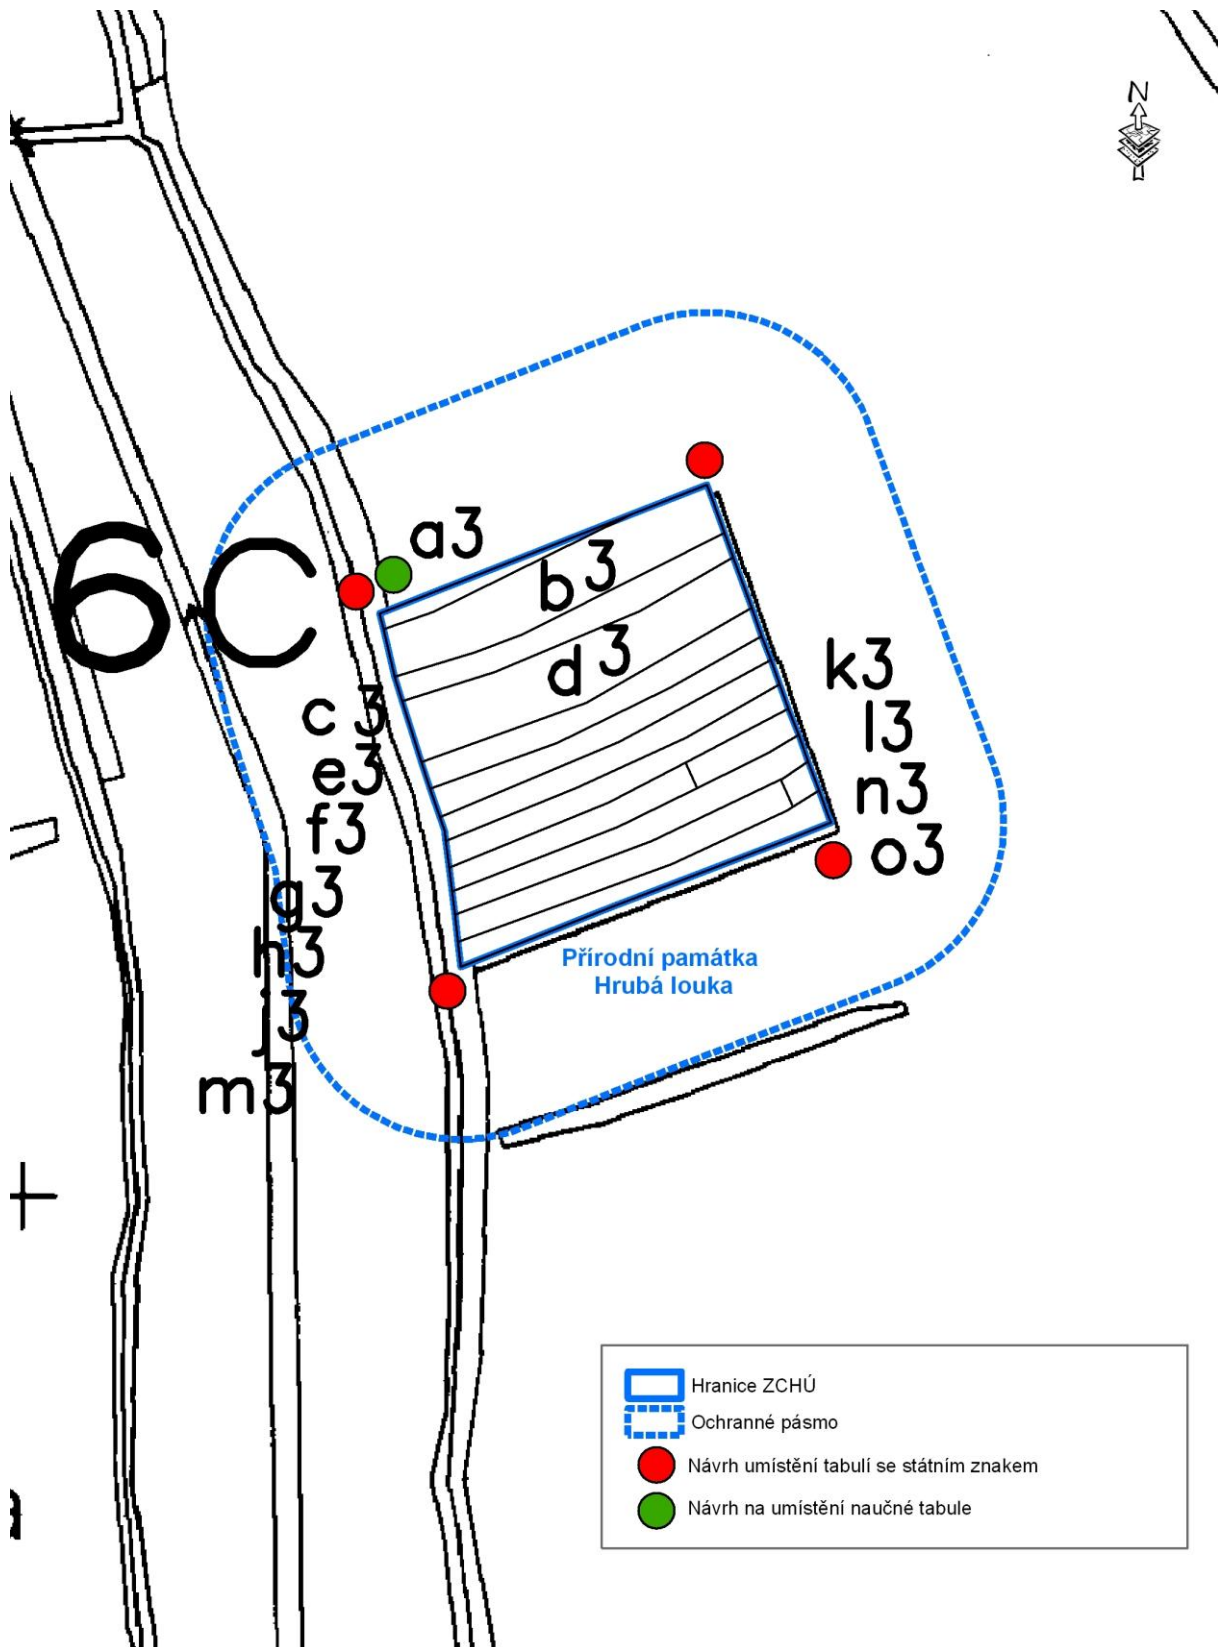 N
6C
a3
b3
d3
c3
e3
f3
g3
h3
j3
m3
k3
l3
n3
o3
Přírodní památka
Hrubá louka
Hranice ZCHÚ
Ochranné pásmo
Návrh umístění tabulí se státním znakem
Návrh na umístění naučné tabule